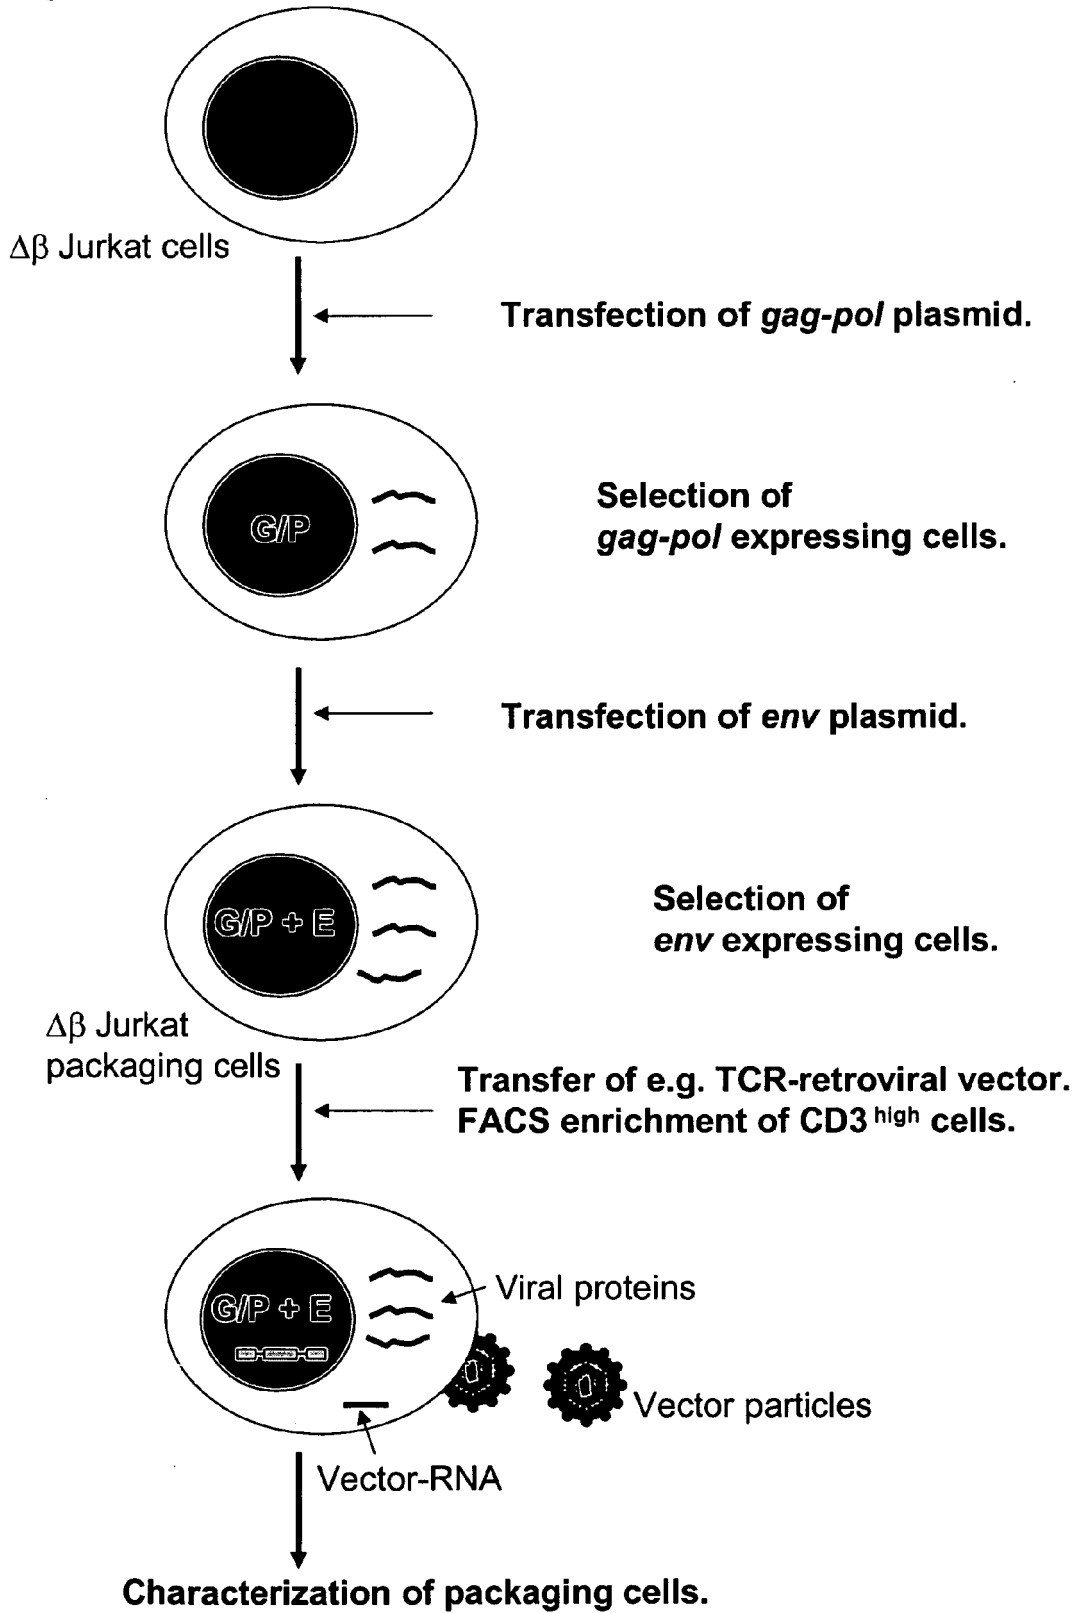 Δβ Jurkat cells
Transfection of gag-pol plasmid.
G/P
Selection of
gag-pol expressing cells.
Transfection of env plasmid.
G/P + E
Selection of
env expressing cells.
Δβ Jurkat
packaging cells
Transfer of e.g. TCR-retroviral vector.
FACS enrichment of CD3 high cells.
G/P + E
Viral proteins
Vector particles
Vector-RNA
Characterization of packaging cells.